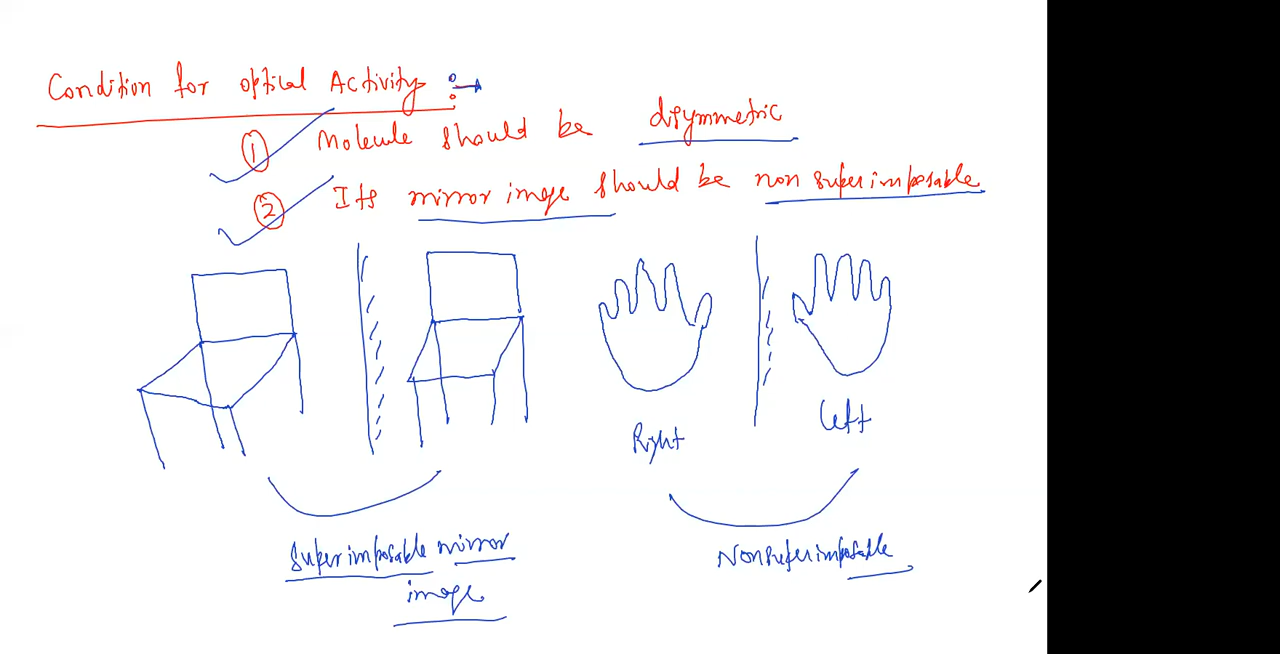 Condition for optical Activity :→
① Molecule should be disymmetric
② Its mirror image should be non superimposable
Right
Left
Superimposable mirror
image
Nonsuperimposable